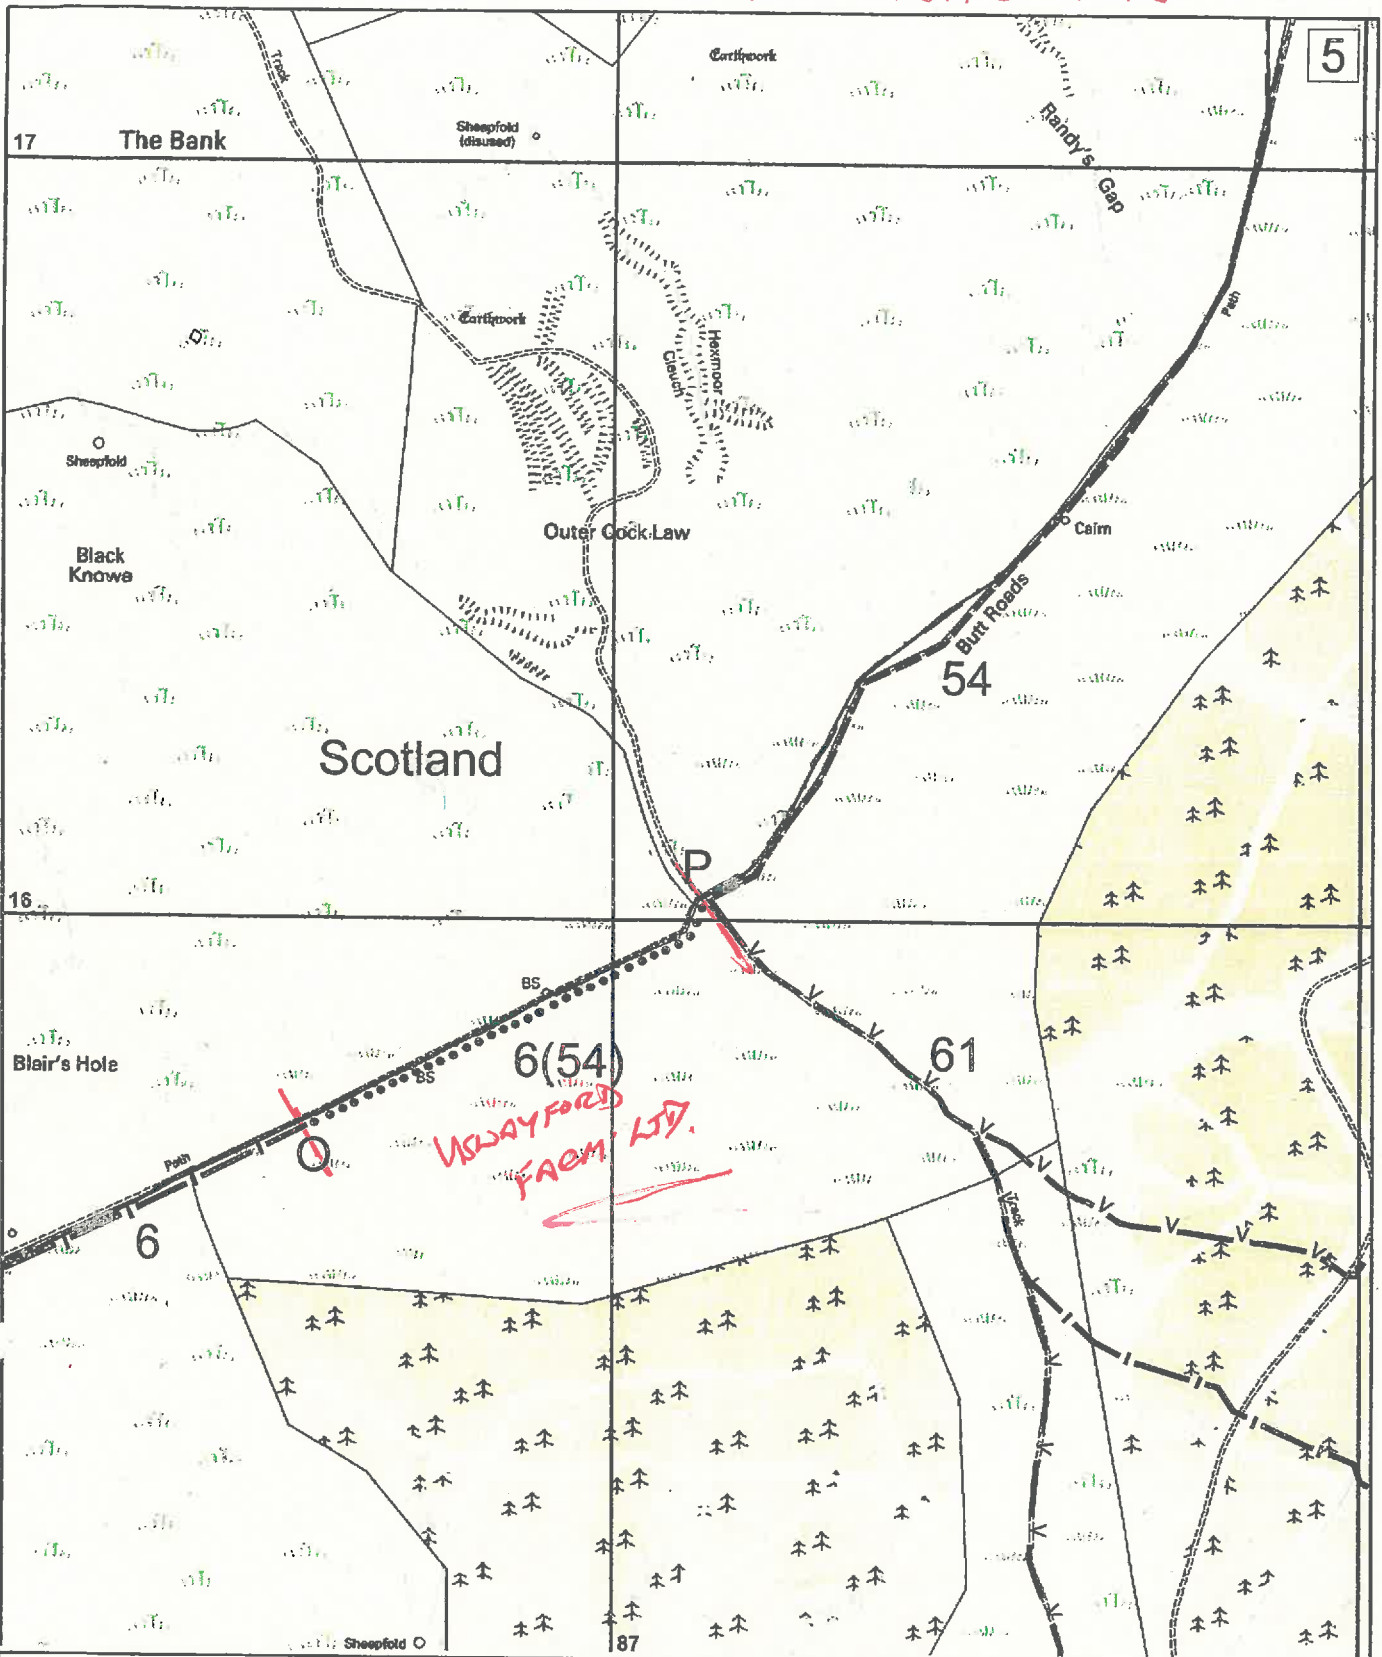 5
Earthwork
Track
Sheepfold
(disused)
Randy's Gap
17
The Bank
Path
Earthwork
Hexmoor
Cleuch
Sheepfold
Outer Cock Law
Cairn
Black
Knowe
Butt Roads
54
Scotland
P
16
BS
Blair's Hole
BS
6(54)
61
USWAYFORD
FARM LTD.
O
Path
6
Track
Sheepfold
87